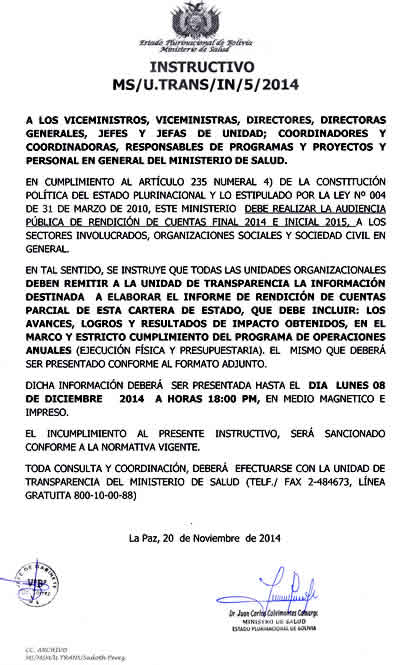 Estado Plurinacional de Bolivia
Ministerio de Salud
INSTRUCTIVO
MS/U.TRANS/IN/5/2014
A LOS VICEMINISTROS, VICEMINISTRAS, DIRECTORES, DIRECTORAS
GENERALES, JEFES Y JEFAS DE UNIDAD; COORDINADORES Y
COORDINADORAS, RESPONSABLES DE PROGRAMAS Y PROYECTOS Y
PERSONAL EN GENERAL DEL MINISTERIO DE SALUD.
EN CUMPLIMIENTO AL ARTÍCULO 235 NUMERAL 4) DE LA CONSTITUCIÓN
POLÍTICA DEL ESTADO PLURINACIONAL Y LO ESTIPULADO POR LA LEY Nº 004
DE 31 DE MARZO DE 2010, ESTE MINISTERIO DEBE REALIZAR LA AUDIENCIA
PÚBLICA DE RENDICIÓN DE CUENTAS FINAL 2014 E INICIAL 2015, A LOS
SECTORES INVOLUCRADOS, ORGANIZACIONES SOCIALES Y SOCIEDAD CIVIL EN
GENERAL.
EN TAL SENTIDO, SE INSTRUYE QUE TODAS LAS UNIDADES ORGANIZACIONALES
DEBEN REMITIR A LA UNIDAD DE TRANSPARENCIA LA INFORMACIÓN
DESTINADA A ELABORAR EL INFORME DE RENDICIÓN DE CUENTAS
PARCIAL DE ESTA CARTERA DE ESTADO, QUE DEBE INCLUIR: LOS
AVANCES, LOGROS Y RESULTADOS DE IMPACTO OBTENIDOS, EN EL
MARCO Y ESTRICTO CUMPLIMIENTO DEL PROGRAMA DE OPERACIONES
ANUALES (EJECUCIÓN FÍSICA Y PRESUPUESTARIA). EL MISMO QUE DEBERÁ
SER PRESENTADO CONFORME AL FORMATO ADJUNTO.
DICHA INFORMACIÓN DEBERÁ SER PRESENTADA HASTA EL DIA LUNES 08
DE DICIEMBRE 2014 A HORAS 18:00 PM, EN MEDIO MAGNETICO E
IMPRESO.
EL INCUMPLIMIENTO AL PRESENTE INSTRUCTIVO, SERÁ SANCIONADO
CONFORME A LA NORMATIVA VIGENTE.
TODA CONSULTA Y COORDINACIÓN, DEBERÁ EFECTUARSE CON LA UNIDAD DE
TRANSPARENCIA DEL MINISTERIO DE SALUD (TELF./ FAX 2-484673, LÍNEA
GRATUITA 800-10-00-88)
La Paz, 20 de Noviembre de 2014
Dr. Juan Carlos Calvimontes Camargo
MINISTRO DE SALUD
ESTADO PLURINACIONAL DE BOLIVIA
CC. ARCHIVO